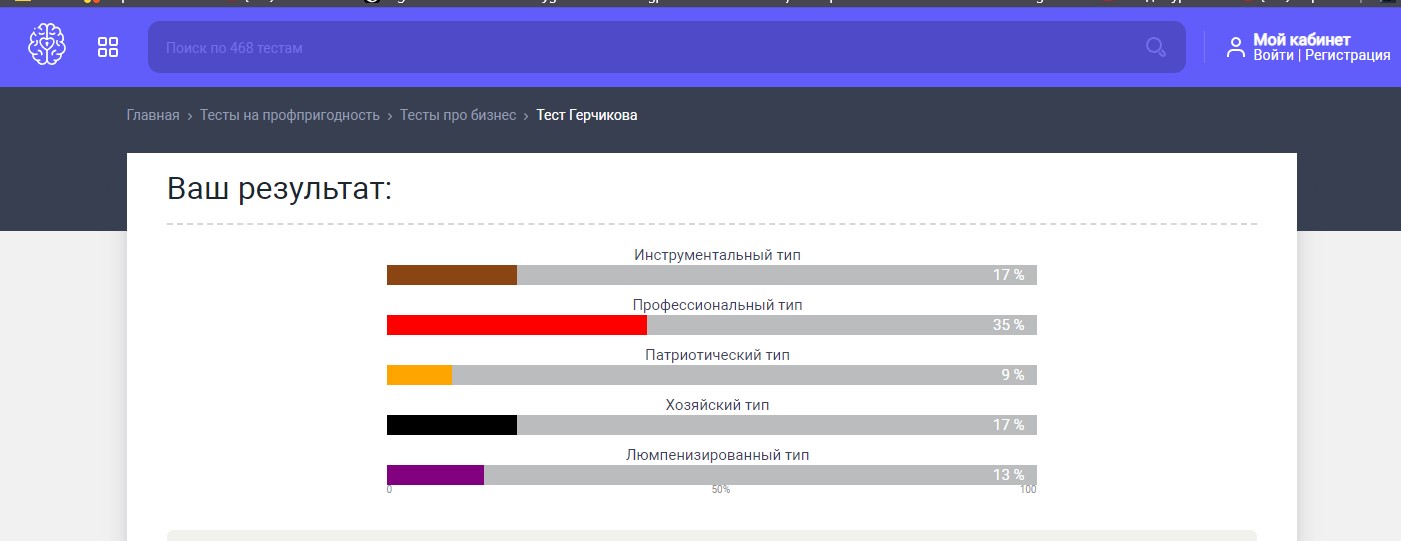 Поиск по 468 тестам
Мой кабинет
Войти | Регистрация
Главная › Тесты на профпригодность › Тесты про бизнес › Тест Герчикова
Ваш результат:
Инструментальный тип
17 %
Профессиональный тип
35 %
Патриотический тип
9 %
Хозяйский тип
17 %
Люмпенизированный тип
13 %
0 50% 100